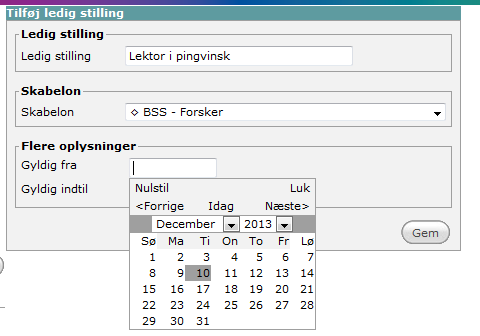 Tilføj ledig stilling
Ledig stilling
Ledig stilling Lektor i pingvinsk
Skabelon
Skabelon BSS - Forsker
Flere oplysninger
Gyldig fra
Gyldig indtil
Nulstil Luk
<Forrige Idag Næste>
December 2013
Sø Ma Ti On To Fr Lø
1 2 3 4 5 6 7
8 9 10 11 12 13 14
15 16 17 18 19 20 21
22 23 24 25 26 27 28
29 30 31
Gem